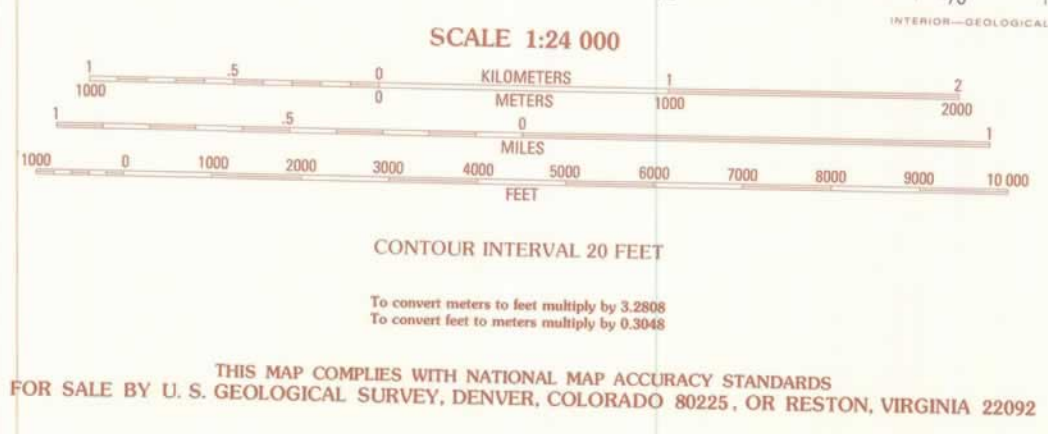 INTERIOR—GEOLOGICAL
SCALE 1:24 000
1 .5 0 KILOMETERS 1 2
1000 0 METERS 1000 2000
1 .5 0 1
MILES
1000 0 1000 2000 3000 4000 5000 6000 7000 8000 9000 10 000
FEET
CONTOUR INTERVAL 20 FEET
To convert meters to feet multiply by 3.2808
To convert feet to meters multiply by 0.3048
THIS MAP COMPLIES WITH NATIONAL MAP ACCURACY STANDARDS
FOR SALE BY U. S. GEOLOGICAL SURVEY, DENVER, COLORADO 80225, OR RESTON, VIRGINIA 22092